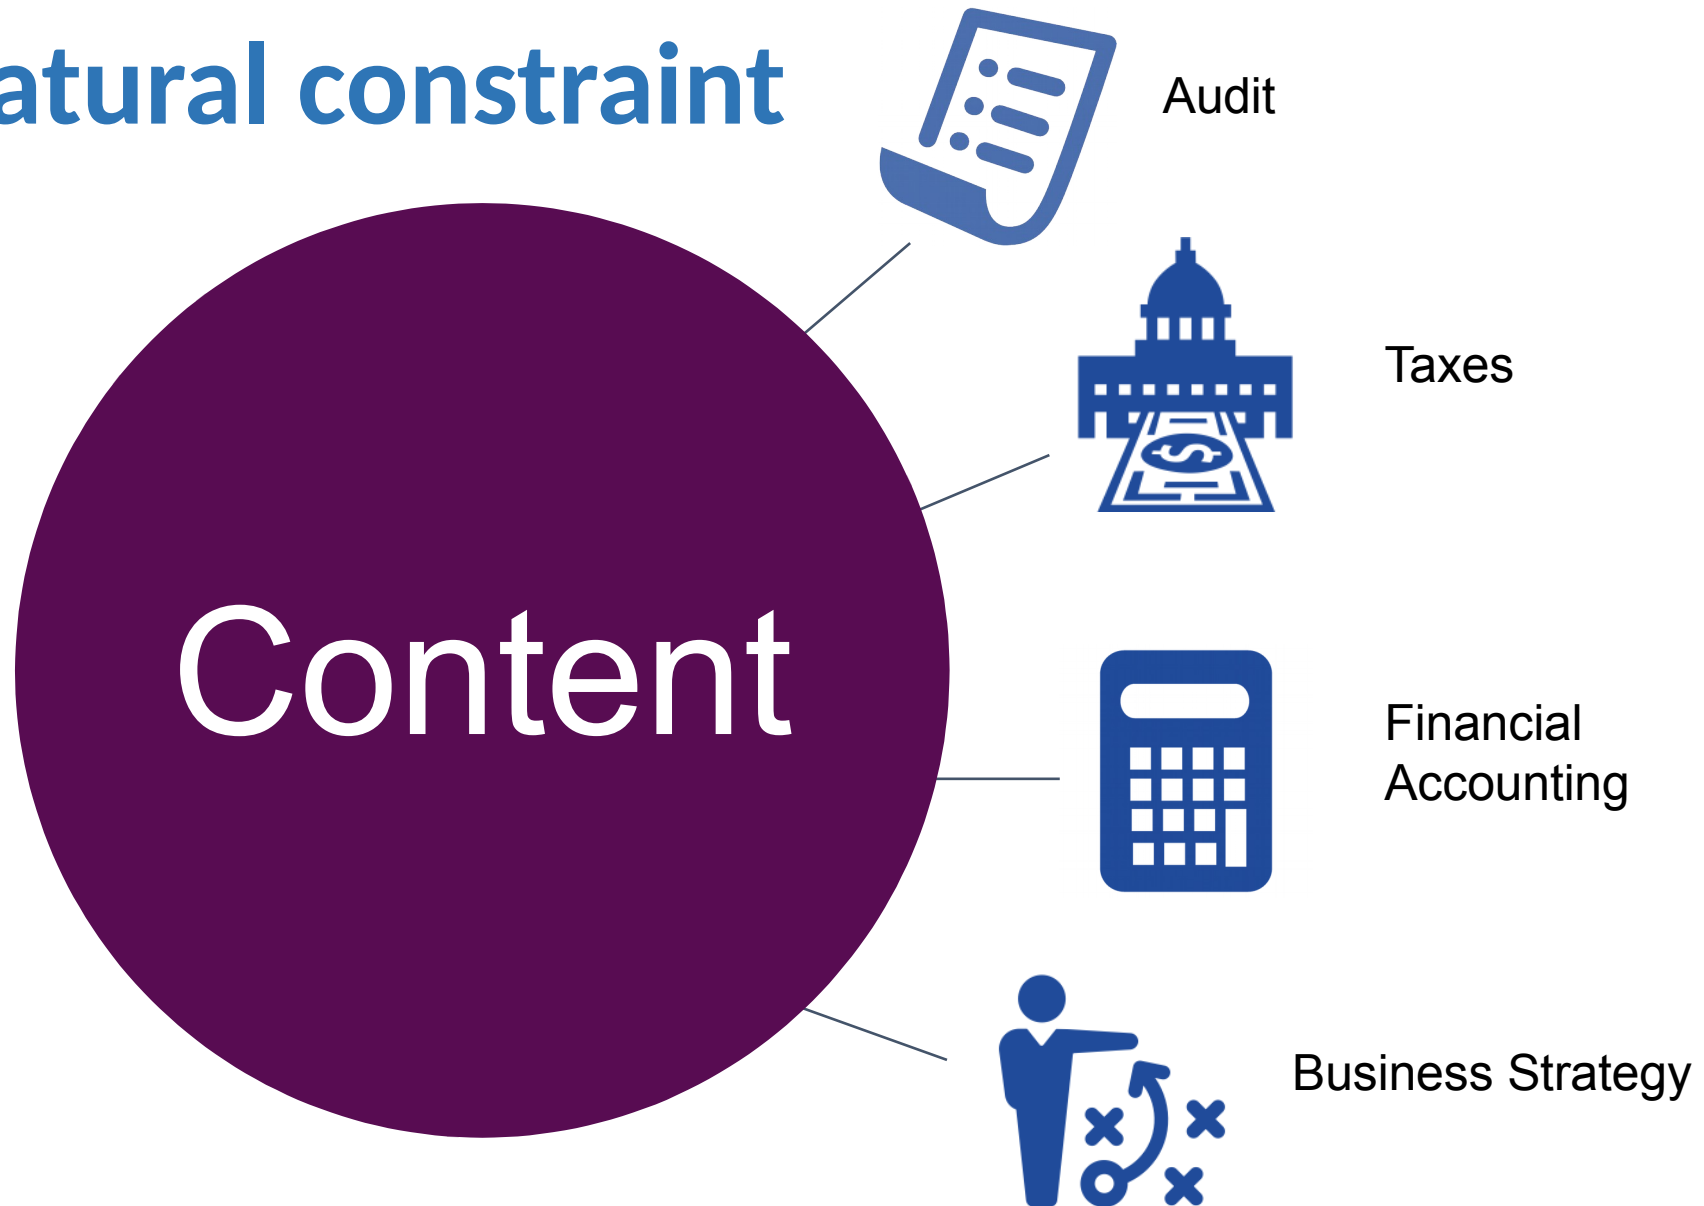 atural constraint
Audit
Taxes
Content
Financial
Accounting
Business Strategy